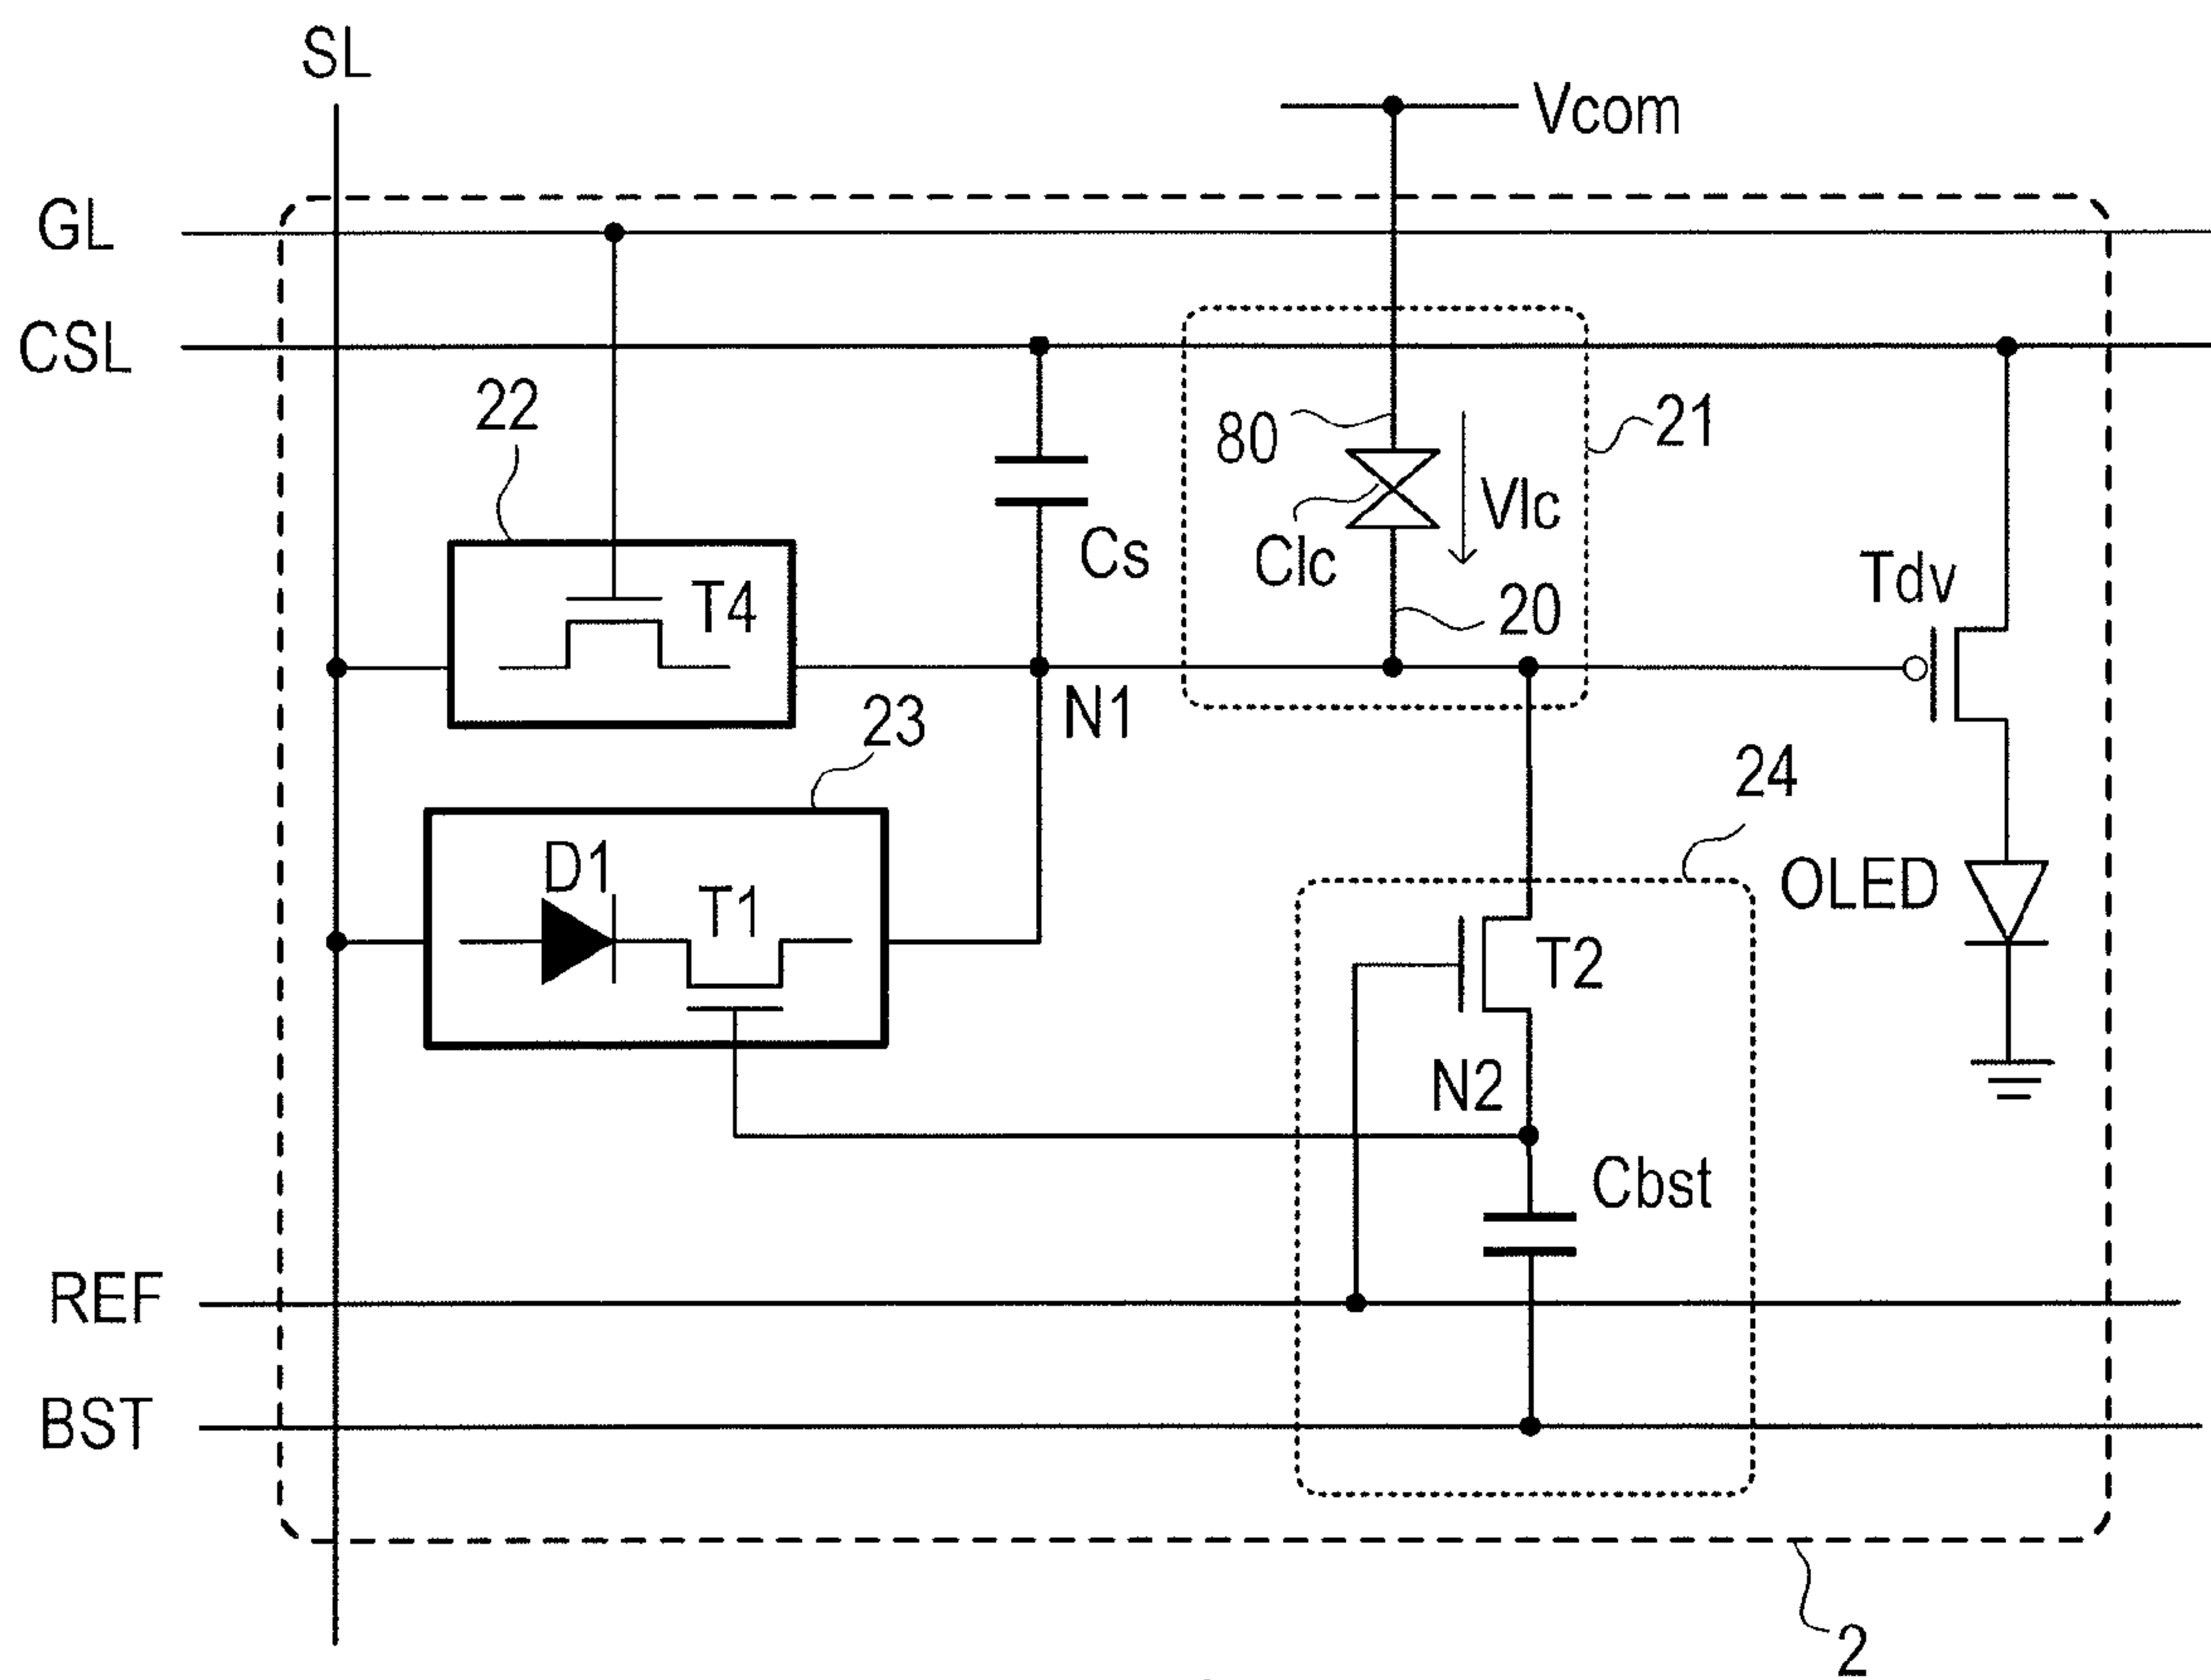 SL
Vcom
GL
CSL
22
80
21
Vlc
Cs
Clc
T4
20
Tdv
N1
23
24
D1
T1
OLED
T2
N2
Cbst
REF
BST
2